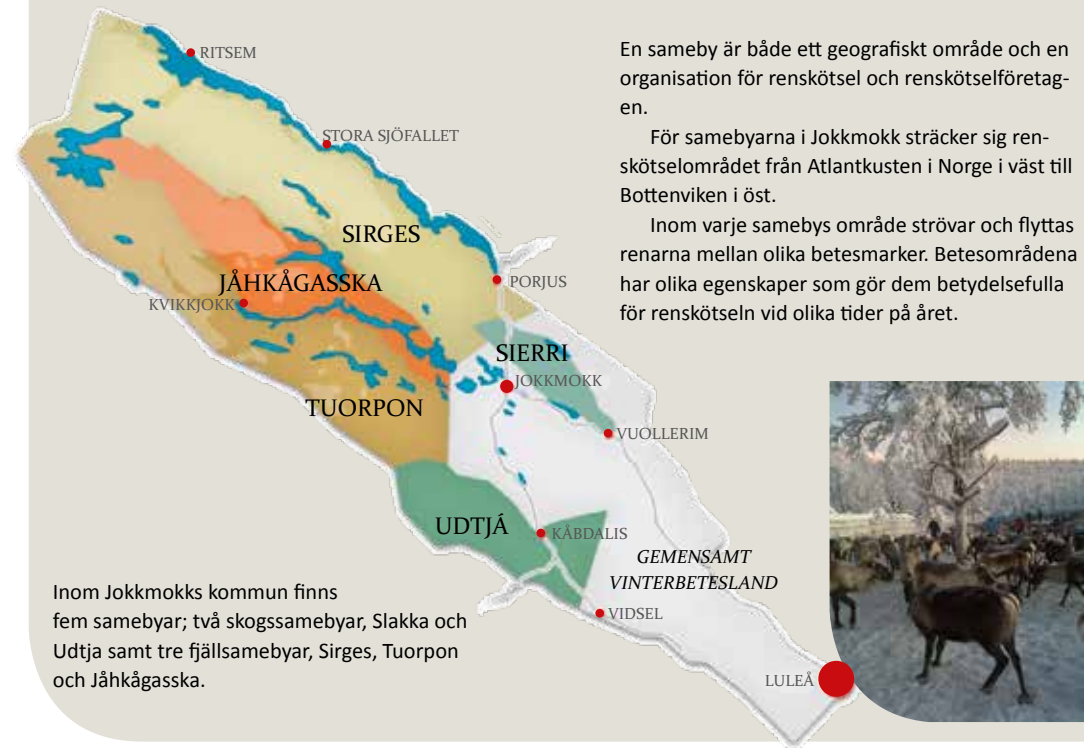 En sameby är både ett geografiskt område och en
organisation för renskötsel och renskötselföretag-
en.
För samebyarna i Jokkmokk sträcker sig ren-
skötselområdet från Atlantkusten i Norge i väst till
Bottenviken i öst.
Inom varje samebys område strövar och flyttas
renarna mellan olika betesmarker. Betesområdena
har olika egenskaper som gör dem betydelsefulla
för renskötseln vid olika tider på året.
RITSEM
STORA SJÖFALLET
SIRGES
JÅHKÅGASSKA
PORJUS
KVIKKJOKK
SIERRI
JOKKMOKK
TUORPON
VUOLLERIM
UDTJÁ
KÅBDALIS
GEMENSAMT
VINTERBETESLAND
VIDSEL
LULEÅ
Inom Jokkmokks kommun finns
fem samebyar; två skogssamebyar, Slakka och
Udtja samt tre fjällsamebyar, Sirges, Tuorpon
och Jåhkågasska.